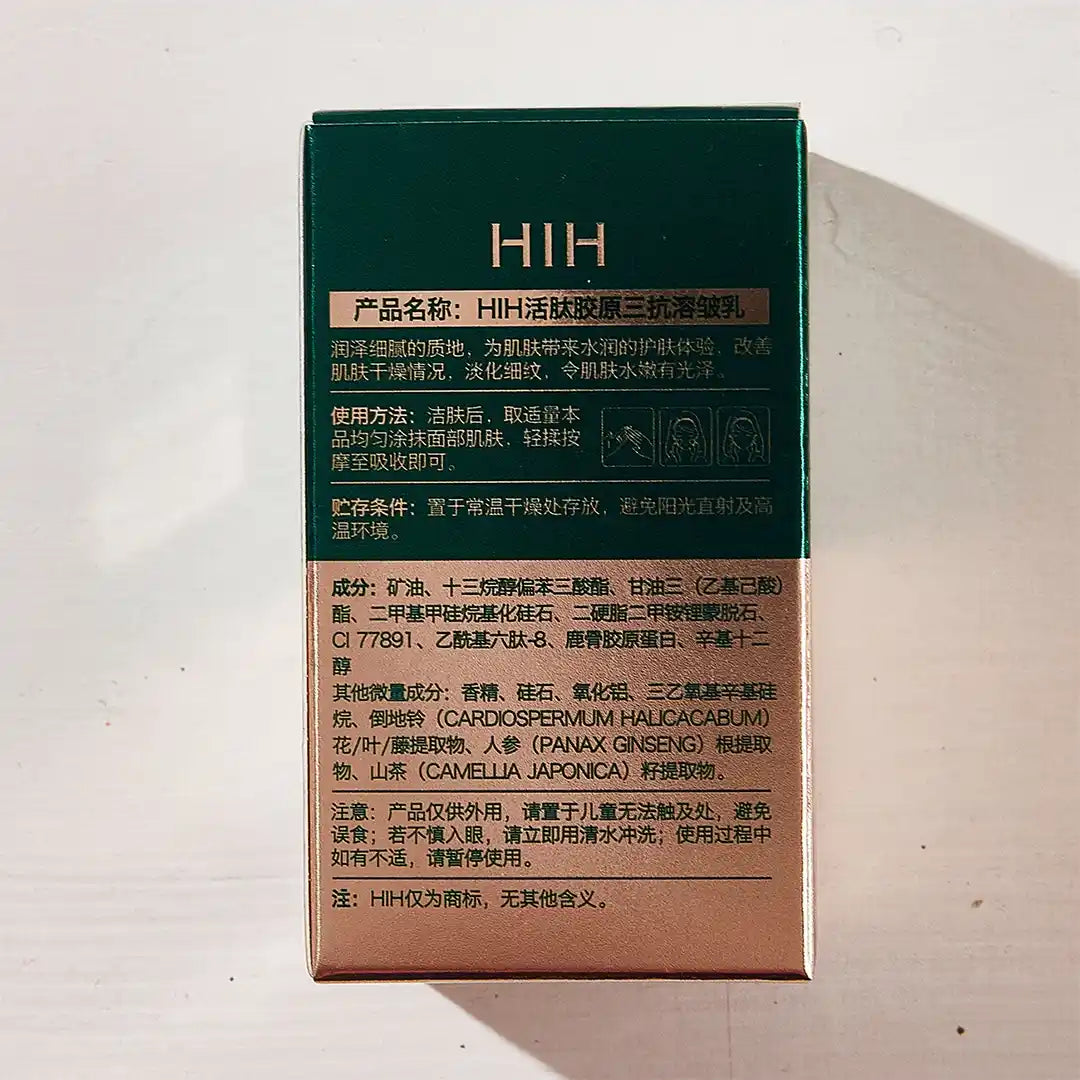 HIH
产品名称：HIH活肽胶原三抗溶皱乳
润泽细腻的质地，为肌肤带来水润的护肤体验，改善
肌肤干燥情况，淡化细纹，令肌肤水嫩有光泽。
使用方法：洁肤后，取适量本
品均匀涂抹面部肌肤，轻揉按
摩至吸收即可。
贮存条件：置于常温干燥处存放，避免阳光直射及高
温环境。
成分：矿油、十三烷醇偏苯三酸酯、甘油三（乙基己酸）
酯、二甲基甲硅烷基化硅石、二硬脂二甲铵锂蒙脱石、
CI 77891、乙酰基六肽-8、鹿骨胶原蛋白、辛基十二
醇
其他微量成分：香精、硅石、氧化铝、三乙氧基辛基硅
烷、倒地铃（CARDIOSPERMUM HALICACABUM）
花/叶/藤提取物、人参（PANAX GINSENG）根提取
物、山茶（CAMELLIA JAPONICA）籽提取物。
注意：产品仅供外用，请置于儿童无法触及处，避免
误食；若不慎入眼，请立即用清水冲洗；使用过程中
如有不适，请暂停使用。
注：HIH仅为商标，无其他含义。